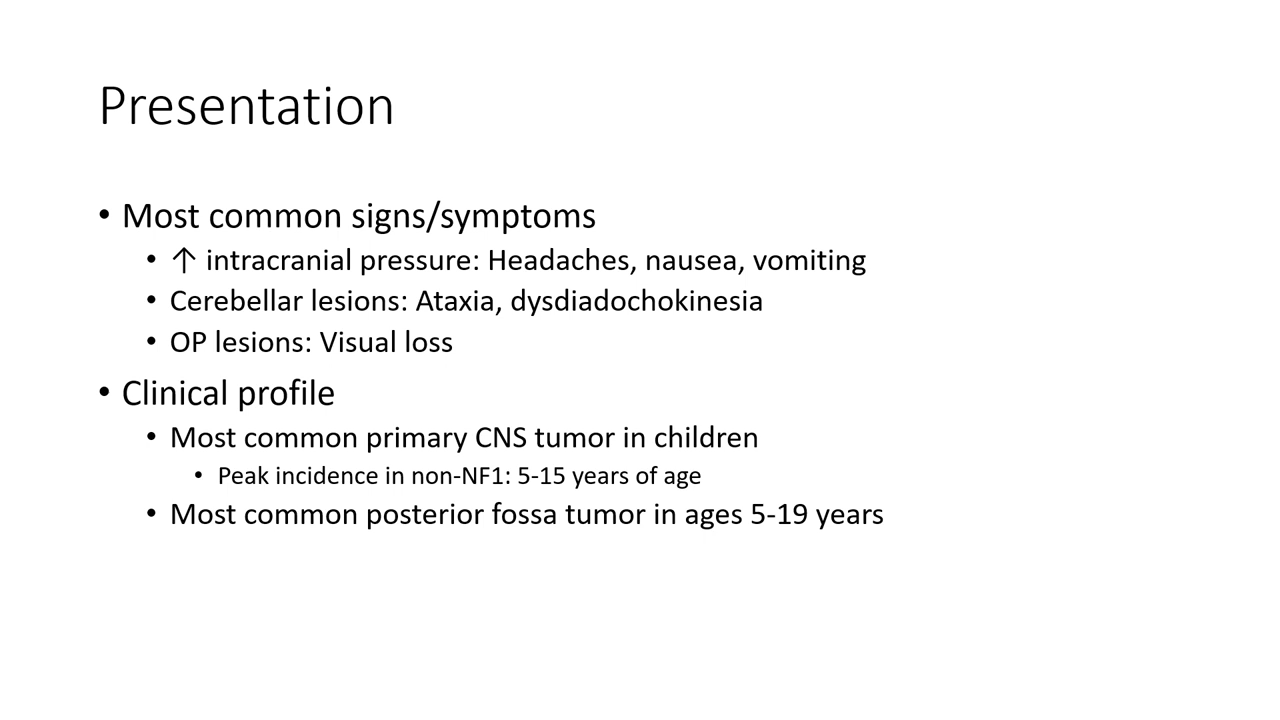 Presentation
• Most common signs/symptoms
• ↑ intracranial pressure: Headaches, nausea, vomiting
• Cerebellar lesions: Ataxia, dysdiadochokinesia
• OP lesions: Visual loss
• Clinical profile
• Most common primary CNS tumor in children
• Peak incidence in non-NF1: 5-15 years of age
• Most common posterior fossa tumor in ages 5-19 years